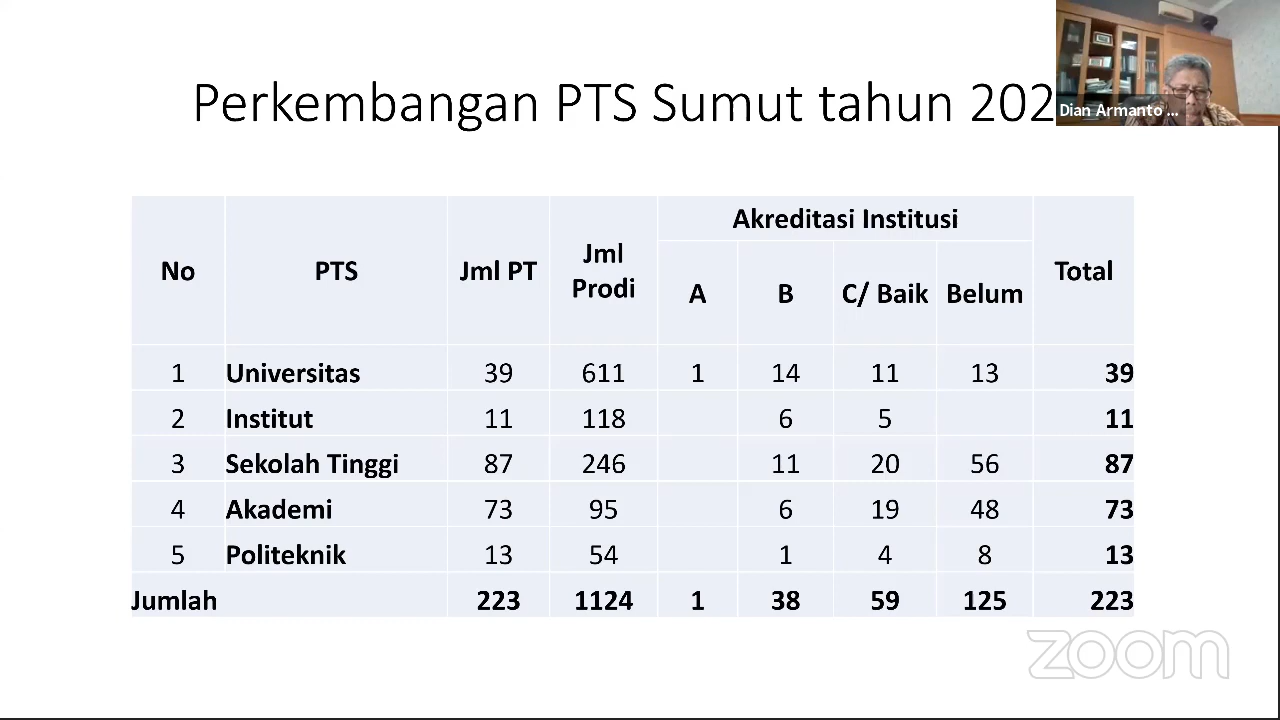 Perkembangan PTS Sumut tahun 202
Dian Armanto ...
No PTS Jml PT Jml Prodi Akreditasi Institusi Total
A B C/ Baik Belum
1 Universitas 39 611 1 14 11 13 39
2 Institut 11 118 6 5 11
3 Sekolah Tinggi 87 246 11 20 56 87
4 Akademi 73 95 6 19 48 73
5 Politeknik 13 54 1 4 8 13
Jumlah 223 1124 1 38 59 125 223
zoom